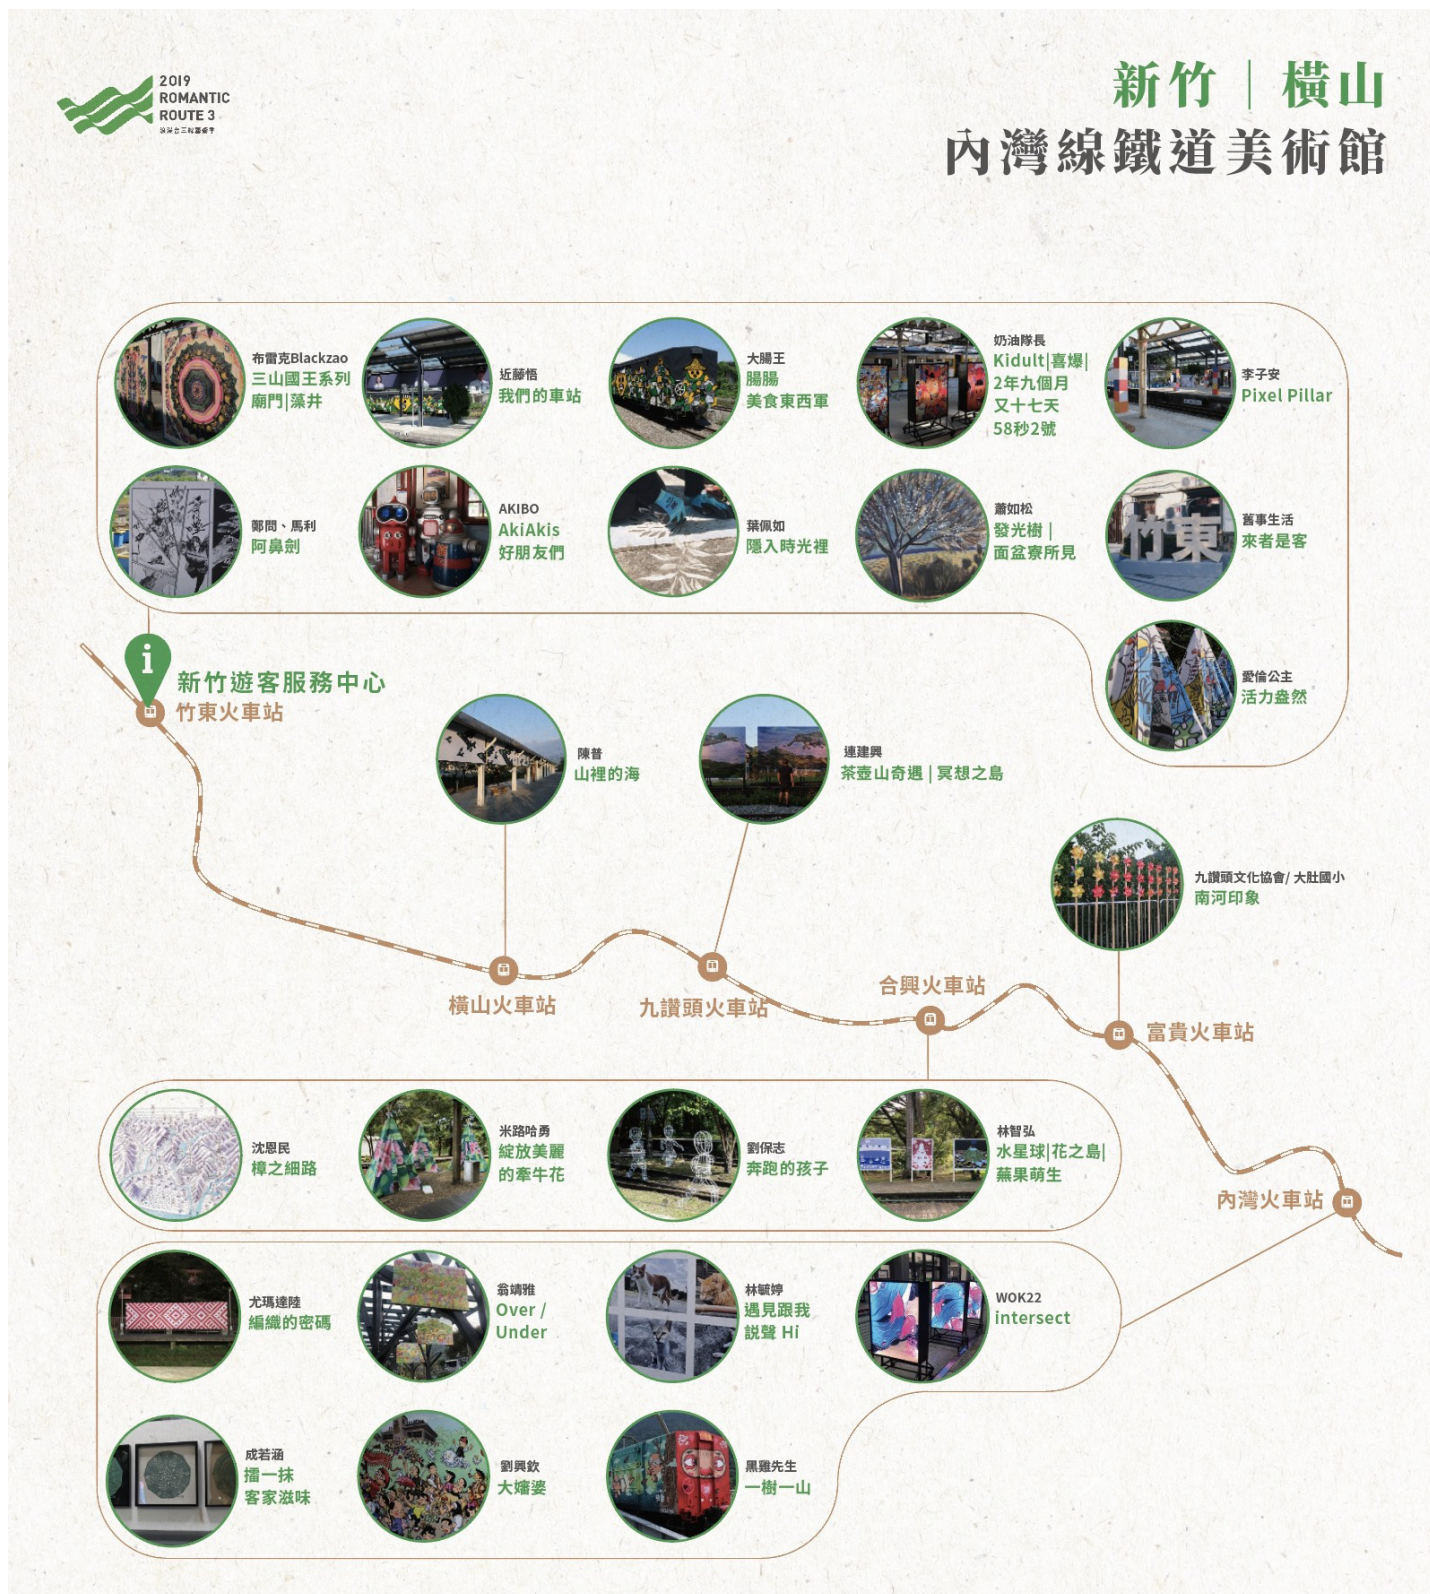 2019
ROMANTIC
ROUTE 3
浪漫台三線藝術季
新竹｜橫山
內灣線鐵道美術館
布雷克Blackzao
三山國王系列
廟門|藻井
近藤悟
我們的車站
大腸王
腸腸
美食東西軍
奶油隊長
Kidult|喜爆|
2年九個月
又十七天
58秒2號
李子安
Pixel Pillar
鄭問、馬利
阿鼻劍
AKIBO
AkiAkis
好朋友們
葉佩如
隱入時光裡
蕭如松
發光樹 |
面盆寮所見
竹東
舊事生活
來者是客
愛倫公主
活力盎然
i
新竹遊客服務中心
竹東火車站
陳普
山裡的海
連建興
茶壺山奇遇 | 冥想之島
九讚頭文化協會/ 大肚國小
南河印象
橫山火車站
九讚頭火車站
合興火車站
富貴火車站
內灣火車站
沈恩民
樟之細路
米路哈勇
綻放美麗
的牽牛花
劉保志
奔跑的孩子
林智弘
水星球|花之島|
蕪果萌生
尤瑪達陸
編織的密碼
翁靖雅
Over /
Under
林毓婷
遇見跟我
説聲 Hi
WOK22
intersect
成若涵
擂一抹
客家滋味
劉興欽
大嬸婆
黑雞先生
一樹一山